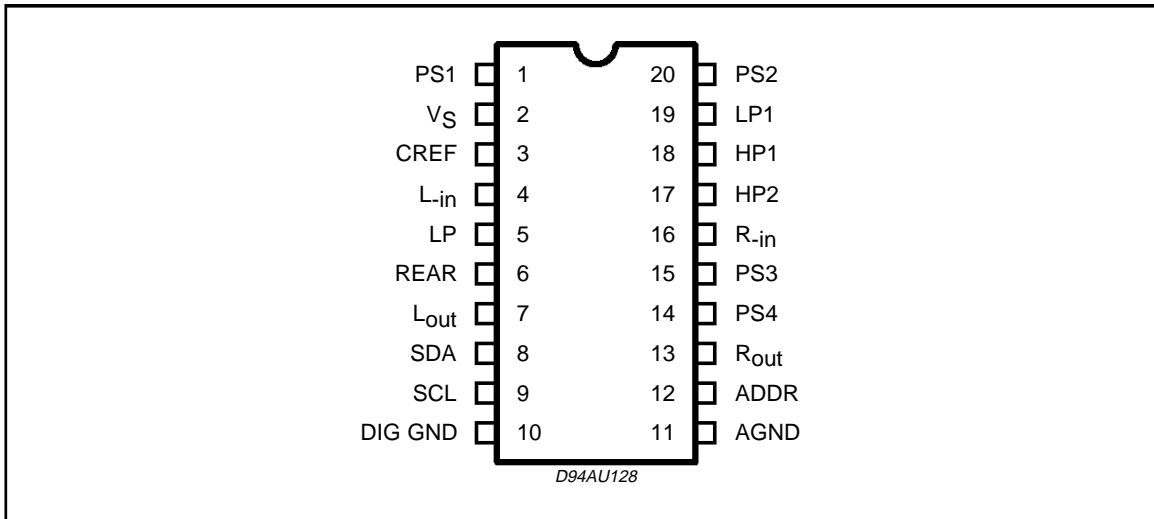 PS1 1 20 PS2
VS 2 19 LP1
CREF 3 18 HP1
L-in 4 17 HP2
LP 5 16 R-in
REAR 6 15 PS3
Lout 7 14 PS4
SDA 8 13 Rout
SCL 9 12 ADDR
DIG GND 10 11 AGND
D94AU128